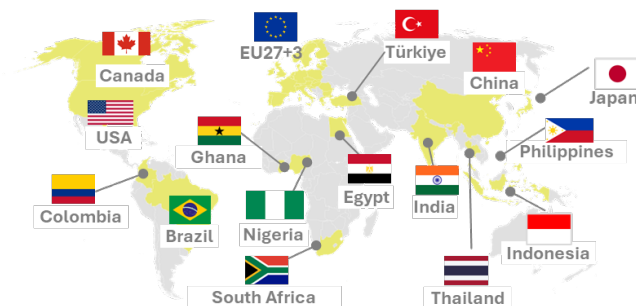 EU27+3
Türkiye
Canada
China
Japan
USA
Ghana
Philippines
Egypt
India
Colombia
Brazil
Nigeria
Indonesia
South Africa
Thailand